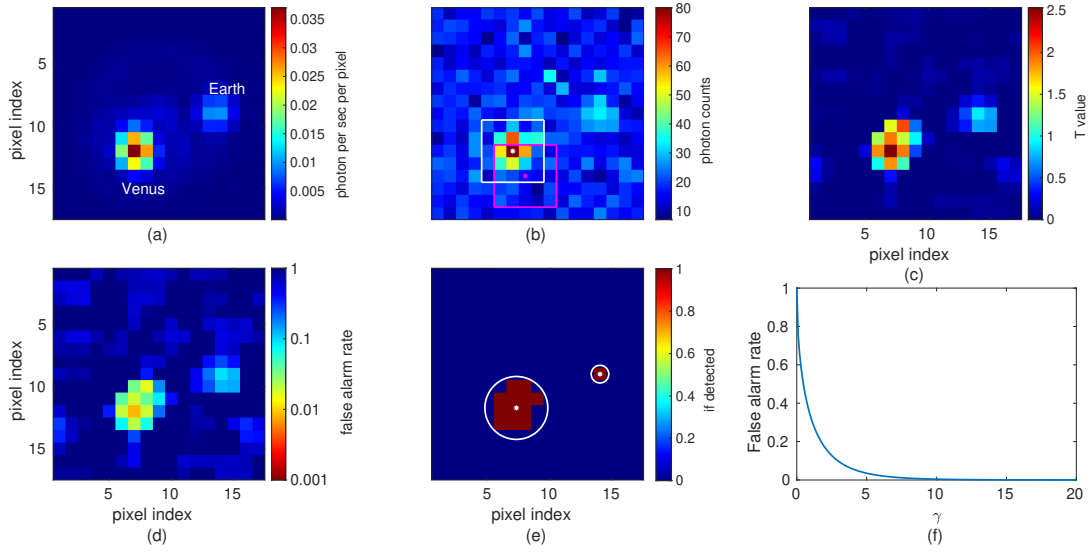 5
10
15
pixel index
Earth
Venus
(a)
0.035
0.03
0.025
0.02
0.015
0.01
0.005
photon per sec per pixel
(b)
80
70
60
50
40
30
20
10
photon counts
5 10 15
pixel index
(c)
2.5
2
1.5
1
0.5
0
T value
5
10
15
pixel index
5 10 15
pixel index
(d)
1
0.1
0.01
0.001
false alarm rate
5 10 15
pixel index
(e)
1
0.8
0.6
0.4
0.2
0
if detected
1
0.8
0.6
0.4
0.2
0
False alarm rate
0 5 10 15 20
γ
(f)